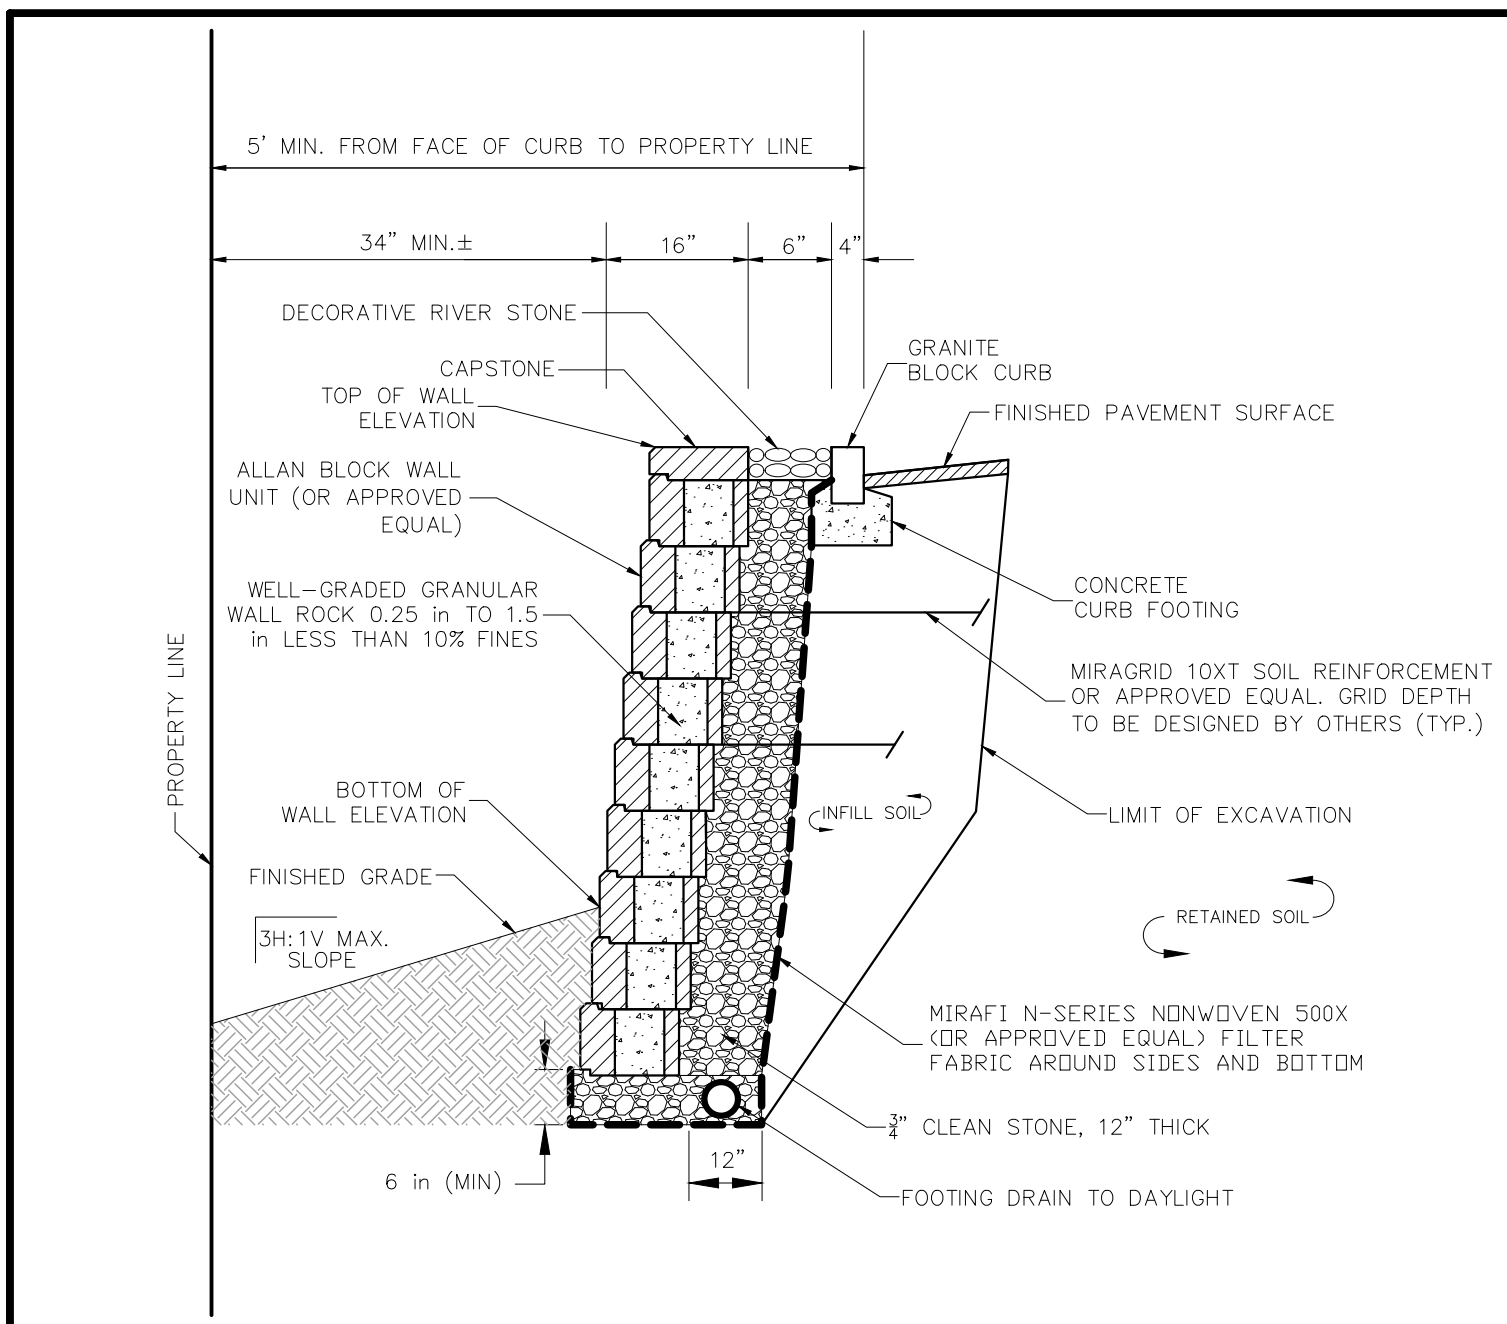 5' MIN. FROM FACE OF CURB TO PROPERTY LINE
34" MIN.±
16"
6"
4"
DECORATIVE RIVER STONE
CAPSTONE
TOP OF WALL
ELEVATION
ALLAN BLOCK WALL
UNIT (OR APPROVED
EQUAL)
WELL-GRADED GRANULAR
WALL ROCK 0.25 in TO 1.5
in LESS THAN 10% FINES
PROPERTY LINE
BOTTOM OF
WALL ELEVATION
FINISHED GRADE
3H:1V MAX.
SLOPE
6 in (MIN)
12"
GRANITE
BLOCK CURB
FINISHED PAVEMENT SURFACE
CONCRETE
CURB FOOTING
MIRAGRID 10XT SOIL REINFORCEMENT
OR APPROVED EQUAL. GRID DEPTH
TO BE DESIGNED BY OTHERS (TYP.)
INFILL SOIL
LIMIT OF EXCAVATION
RETAINED SOIL
MIRAFI N-SERIES NONWOVEN 500X
(OR APPROVED EQUAL) FILTER
FABRIC AROUND SIDES AND BOTTOM
¾" CLEAN STONE, 12" THICK
FOOTING DRAIN TO DAYLIGHT